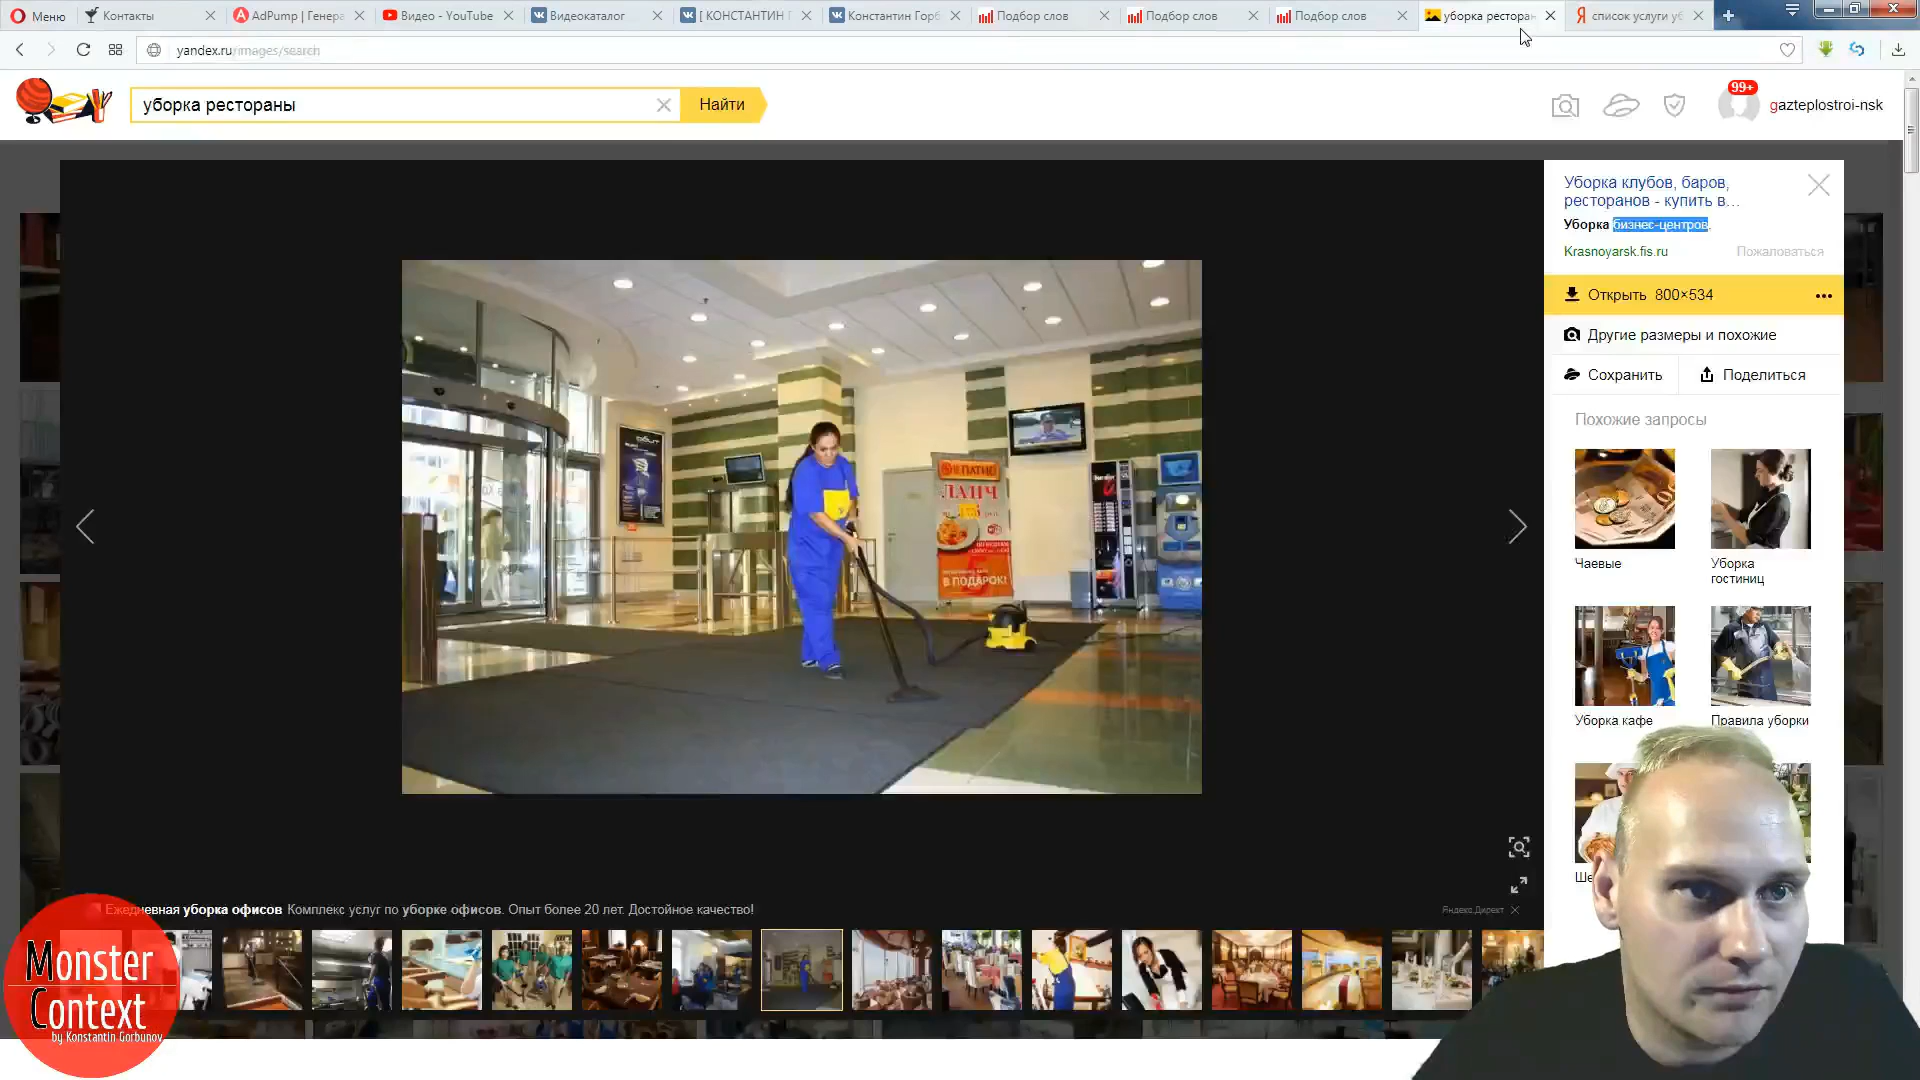 Меню
Контакты
AdPump | Генера
Видео - YouTube
Видеокаталог
[ КОНСТАНТИН Г
Константин Горб
Подбор слов
Подбор слов
Подбор слов
уборка рестора
список услуги уб
yandex.ru/images/search
уборка рестораны
Найти
99+
gazteplostroi-nsk
Уборка клубов, баров,
ресторанов - купить в...
Уборка бизнес-центров.
Krasnoyarsk.fis.ru
Пожаловаться
Открыть 800×534
Другие размеры и похожие
Сохранить
Поделиться
Похожие запросы
Чаевые
Уборка
гостиниц
Уборка кафе
Правила уборки
Ше
ПАТИО
ЛАНЧ
В ПОДАРОК!
Ежедневная уборка офисов Комплекс услуг по уборке офисов. Опыт более 20 лет. Достойное качество!
Яндекс.Директ
Monster
Context
by Konstantin Gorbunov